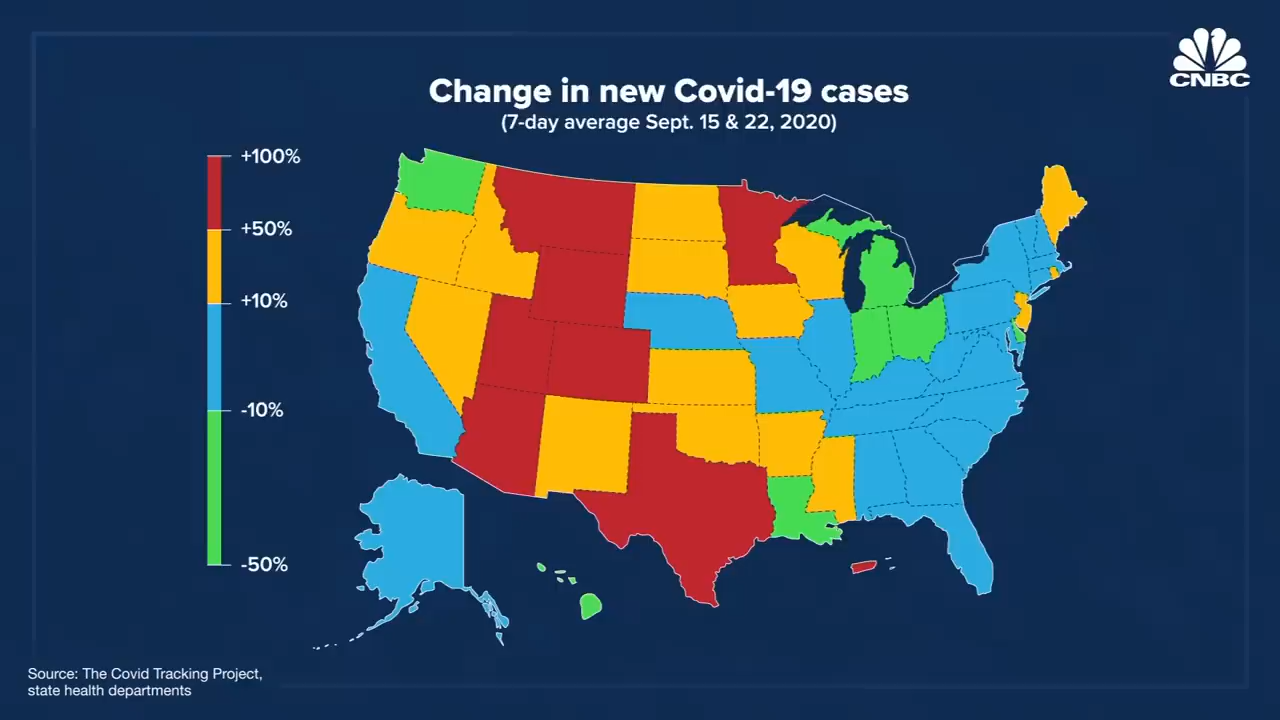 CNBC
Change in new Covid-19 cases
(7-day average Sept. 15 & 22, 2020)
+100%
+50%
+10%
-10%
-50%
Source: The Covid Tracking Project,
state health departments